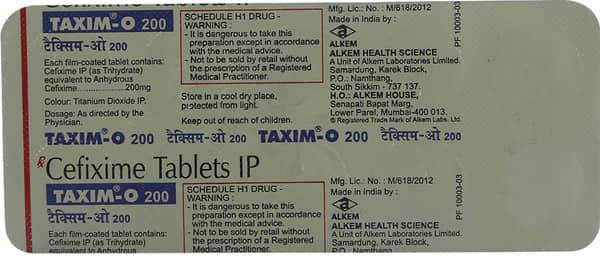 Cefixime Tablets IP
TAXIM®-O 200
टैक्सिम-ओ 200
Each film-coated tablet contains:
Cefixime IP (as Trihydrate)
equivalent to Anhydrous
Cefixime....................200mg
Colour: Titanium Dioxide IP.
Dosage: As directed by the
Physician.
SCHEDULE H1 DRUG -
WARNING :
- It is dangerous to take this
preparation except in accordance
with the medical advice.
- Not to be sold by retail without
the prescription of a Registered
Medical Practitioner.
Store in a cool dry place,
protected from light.
Keep out of reach of children.
Mfg. Lic. No.: M/618/2012
Made in India by :
a
ALKEM
ALKEM HEALTH SCIENCE
A Unit of Alkem Laboratories Limited.
Samardung, Karek Block,
P.O.: Namthang,
South Sikkim - 737 137.
H.O.: ALKEM HOUSE,
Senapati Bapat Marg,
Lower Parel, Mumbai-400 013.
® Registered Trade Mark of Alkem Labs. Ltd.
PF 10003-03
TAXIM®-O 200 टैक्सिम-ओ 200 TAXIM®-O 200 टैक्सिम-ओ 200
Rx Cefixime Tablets IP
TAXIM®-O 200
टैक्सिम-ओ 200
Each film-coated tablet contains:
Cefixime IP (as Trihydrate)
equivalent to Anhydrous
SCHEDULE H1 DRUG -
WARNING :
- It is dangerous to take this
preparation except in accordance
with the medical advice.
- Not to be sold by retail without
the prescription of a Registered
Medical Practitioner.
Mfg. Lic. No.: M/618/2012
Made in India by :
a
ALKEM
ALKEM HEALTH SCIENCE
A Unit of Alkem Laboratories Limited.
Samardung, Karek Block,
P.O.: Namthang,
PF 10003-03